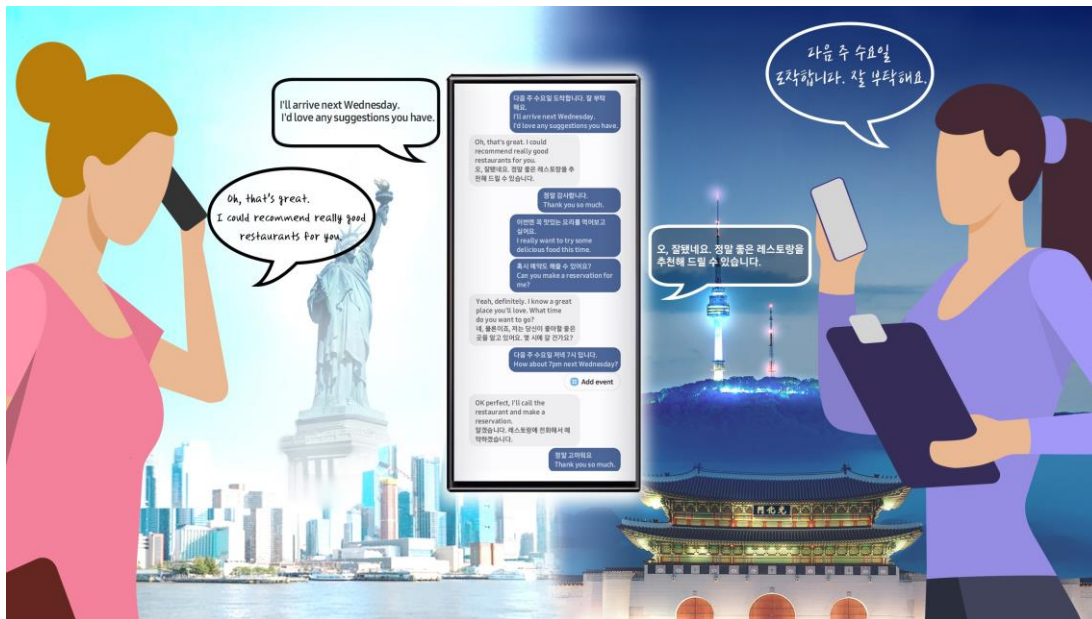 I'll arrive next Wednesday.
I'd love any suggestions you have.
Oh, that's great.
I could recommend really good
restaurants for you.
다음 주 수요일 도착합니다. 잘 부탁
해요.
I'll arrive next Wednesday.
I'd love any suggestions you have.
Oh, that's great. I could
recommend really good
restaurants for you.
오, 잘됐네요. 정말 좋은 레스토랑을 추
천해 드릴 수 있습니다.
정말 감사합니다.
Thank you so much.
이번엔 꼭 맛있는 요리를 먹어보고
싶어요.
I really want to try some
delicious food this time.
혹시 예약도 해줄 수 있어요?
Can you make a reservation for
me?
Yeah, definitely. I know a great
place you'll love. What time
do you want to go?
네, 물론이죠, 저는 당신이 좋아할 좋은
곳을 알고 있어요. 몇 시에 갈 건가요?
다음 주 수요일 저녁 7시 입니다.
How about 7pm next Wednesday?
Add event
OK perfect, I'll call the
restaurant and make a
reservation.
알겠습니다. 레스토랑에 전화해서 예
약하겠습니다.
정말 고마워요
Thank you so much.
다음 주 수요일
도착합니다. 잘 부탁해요.
오, 잘됐네요. 정말 좋은 레스토랑을
추천해 드릴 수 있습니다.
門化光